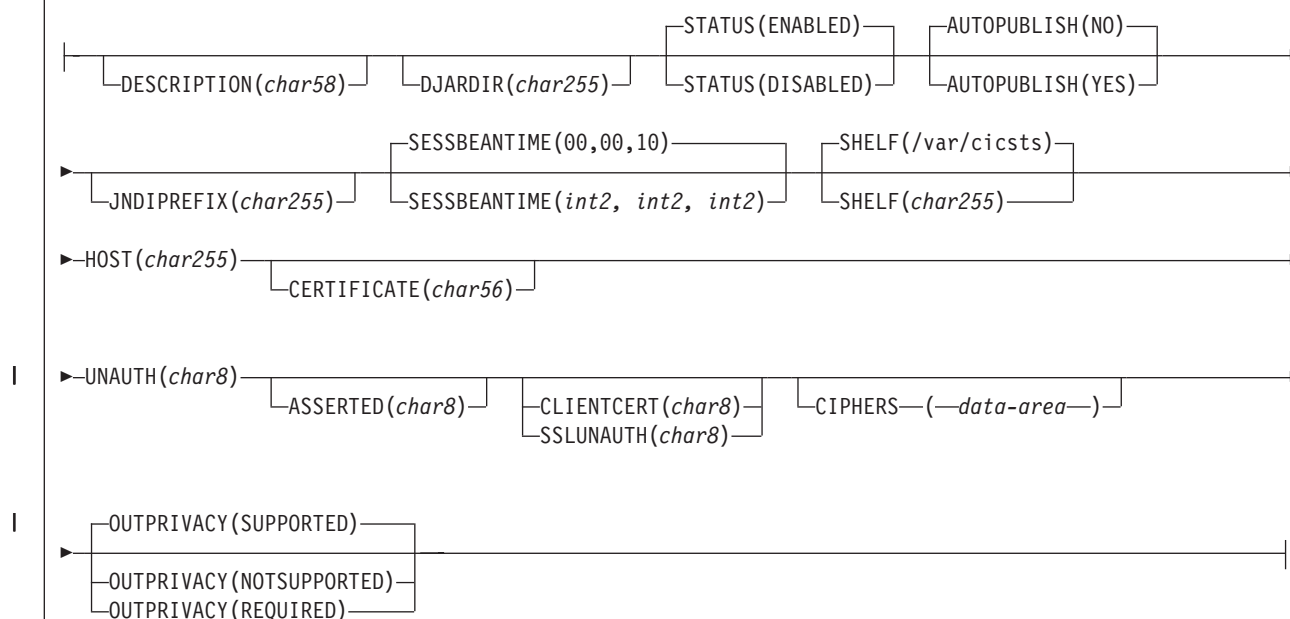 STATUS(ENABLED) AUTOPUBLISH(NO)
DESCRIPTION(char58) DJARDIR(char255) STATUS(DISABLED) AUTOPUBLISH(YES)
SESSBEANTIME(00,00,10) SHELF(/var/cicsts)
JNDIPREFIX(char255) SESSBEANTIME(int2, int2, int2) SHELF(char255)
HOST(char255)
CERTIFICATE(char56)
UNAUTH(char8)
ASSERTED(char8) CLIENTCERT(char8) CIPHERS ( data-area )
SSLUNAUTH(char8)
OUTPRIVACY(SUPPORTED)
OUTPRIVACY(NOTSUPPORTED)
OUTPRIVACY(REQUIRED)